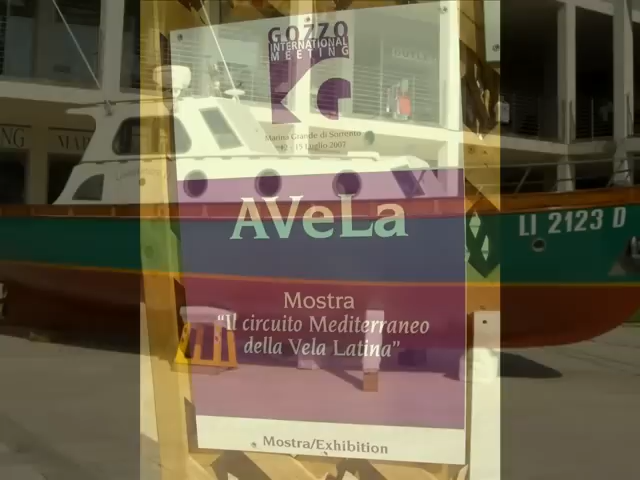 GOZZO
INTERNATIONAL
MEETING
Marina Grande di Sorrento
15 Luglio 2007
AVeLa
LI 2123 D
Mostra
"Il circuito Mediterraneo
della Vela Latina"
Mostra/Exhibition